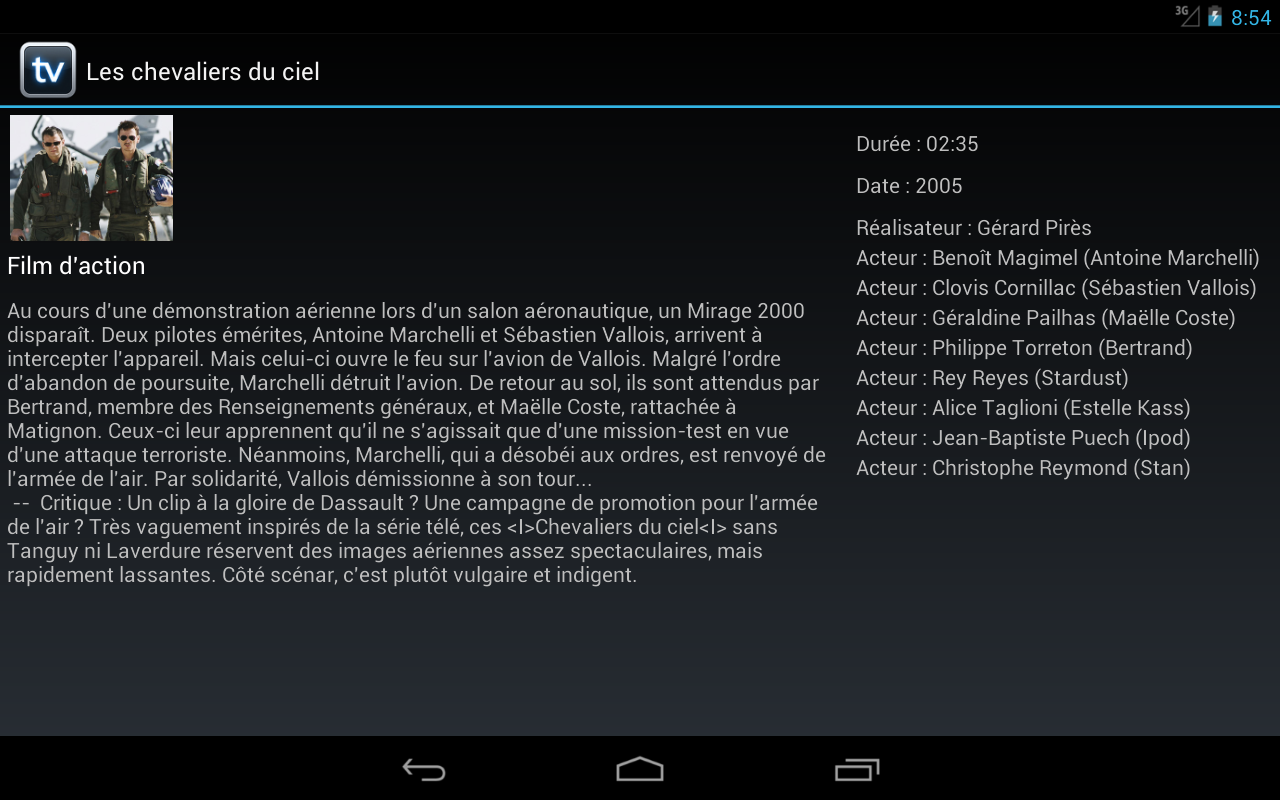 3G 8:54
tv Les chevaliers du ciel
Film d'action
Au cours d'une démonstration aérienne lors d'un salon aéronautique, un Mirage 2000
disparaît. Deux pilotes émérites, Antoine Marchelli et Sébastien Vallois, arrivent à
intercepter l'appareil. Mais celui-ci ouvre le feu sur l'avion de Vallois. Malgré l'ordre
d'abandon de poursuite, Marchelli détruit l'avion. De retour au sol, ils sont attendus par
Bertrand, membre des Renseignements généraux, et Maëlle Coste, rattachée à
Matignon. Ceux-ci leur apprennent qu'il ne s'agissait que d'une mission-test en vue
d'une attaque terroriste. Néanmoins, Marchelli, qui a désobéi aux ordres, est renvoyé de
l'armée de l'air. Par solidarité, Vallois démissionne à son tour...
-- Critique : Un clip à la gloire de Dassault ? Une campagne de promotion pour l'armée
de l'air ? Très vaguement inspirés de la série télé, ces <I>Chevaliers du ciel<I> sans
Tanguy ni Laverdure réservent des images aériennes assez spectaculaires, mais
rapidement lassantes. Côté scénar, c'est plutôt vulgaire et indigent.
Durée : 02:35
Date : 2005
Réalisateur : Gérard Pirès
Acteur : Benoît Magimel (Antoine Marchelli)
Acteur : Clovis Cornillac (Sébastien Vallois)
Acteur : Géraldine Pailhas (Maëlle Coste)
Acteur : Philippe Torreton (Bertrand)
Acteur : Rey Reyes (Stardust)
Acteur : Alice Taglioni (Estelle Kass)
Acteur : Jean-Baptiste Puech (Ipod)
Acteur : Christophe Reymond (Stan)